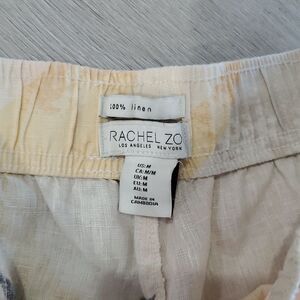 100% linen
RACHEL ZO
LOS ANGELES NEW YORK
US:M
CA:M/M
UK:M
EU:M
AU:M
MADE IN
CAMBODIA